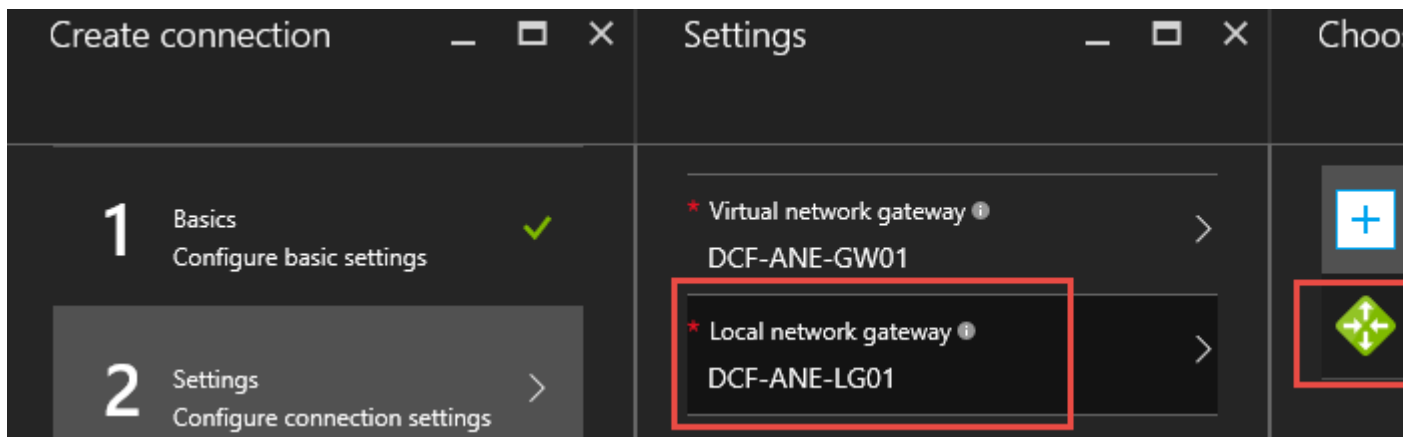 Create connection
Settings
1
Basics
Configure basic settings
2
Settings
Configure connection settings
* Virtual network gateway
DCF-ANE-GW01
* Local network gateway
DCF-ANE-LG01